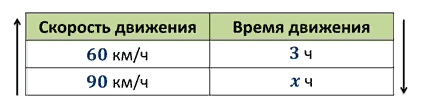 Скорость движения Время движения
60 км/ч 3 ч
90 км/ч x ч